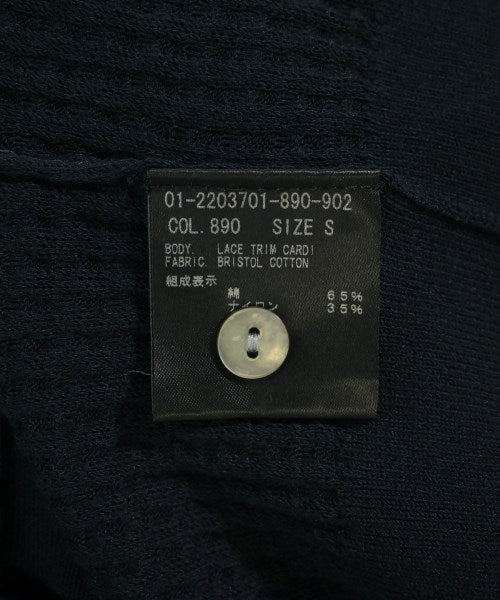 01-2203701-890-902
COL. 890 SIZE S
BODY. LACE TRIM CARDI
FABRIC. BRISTOL COTTON
組成表示
綿 65%
ナイロン 35%